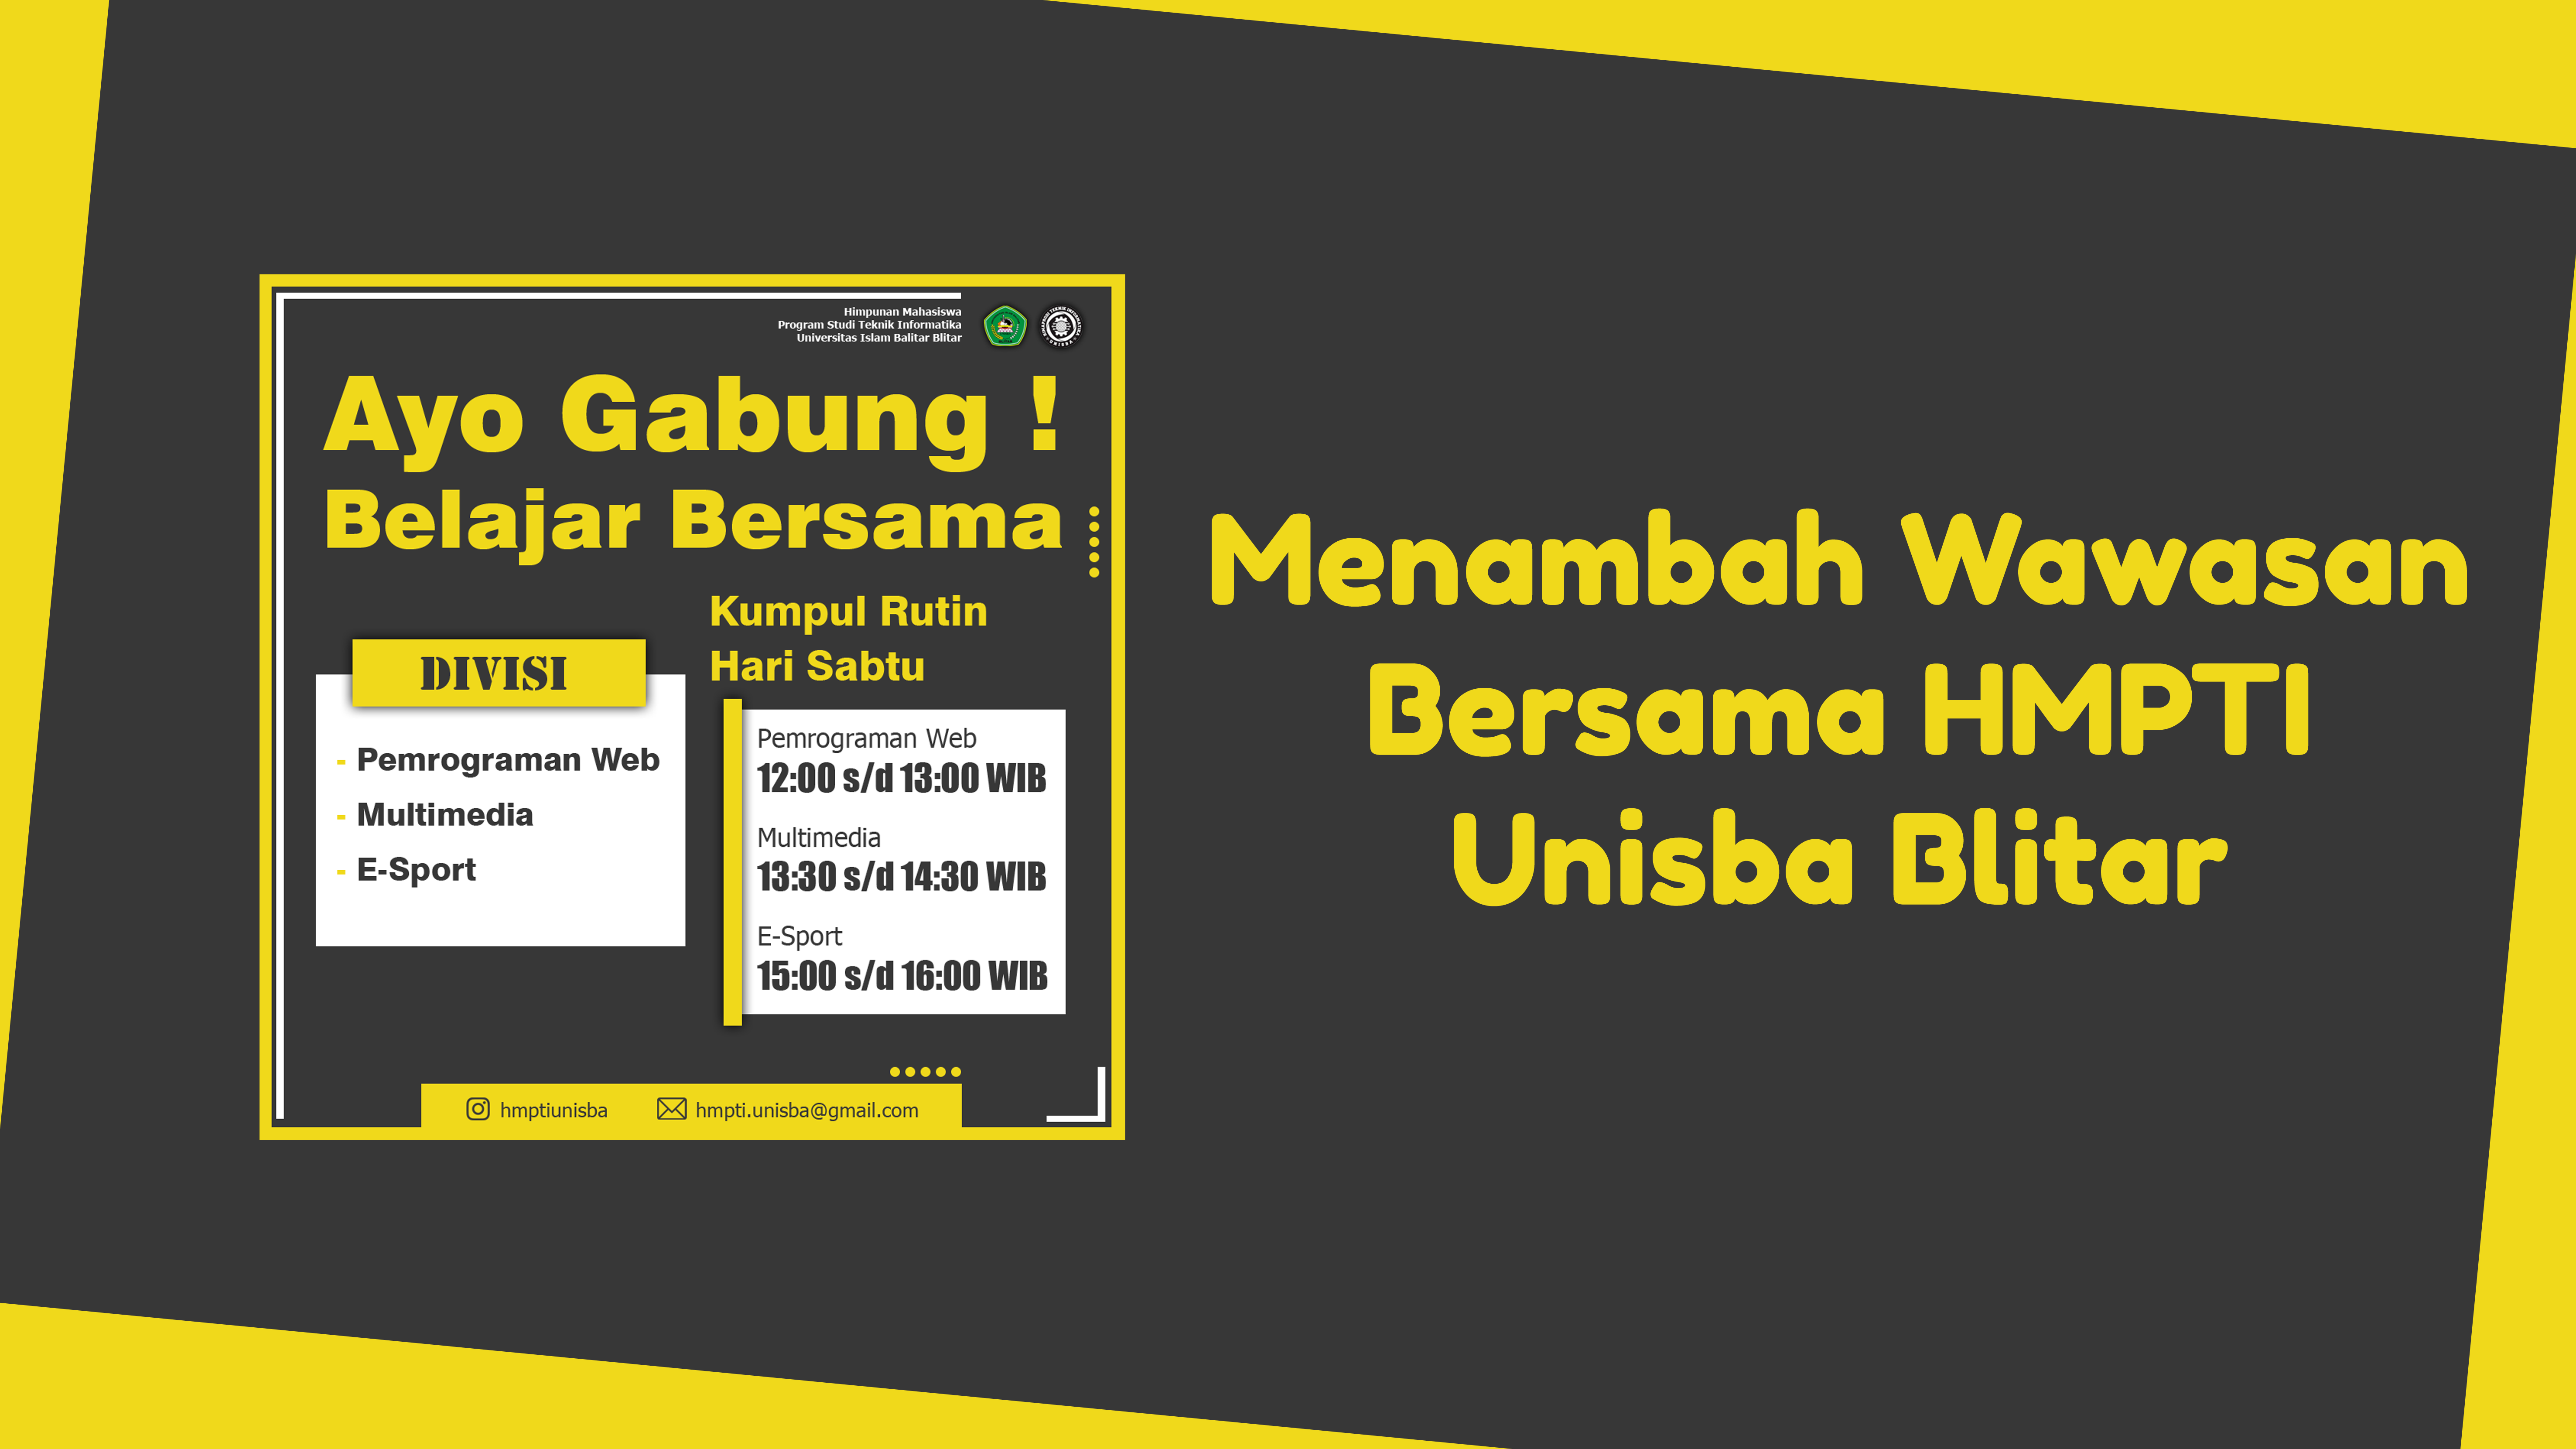 Himpunan Mahasiswa
Program Studi Teknik Informatika
Universitas Islam Balitar Blitar
Ayo Gabung !
Belajar Bersama
DIVISI
- Pemrograman Web
- Multimedia
- E-Sport
Kumpul Rutin
Hari Sabtu
Pemrograman Web
12:00 s/d 13:00 WIB
Multimedia
13:30 s/d 14:30 WIB
E-Sport
15:00 s/d 16:00 WIB
hmptiunisba
hmpti.unisba@gmail.com
Menambah Wawasan
Bersama HMPTI
Unisba Blitar